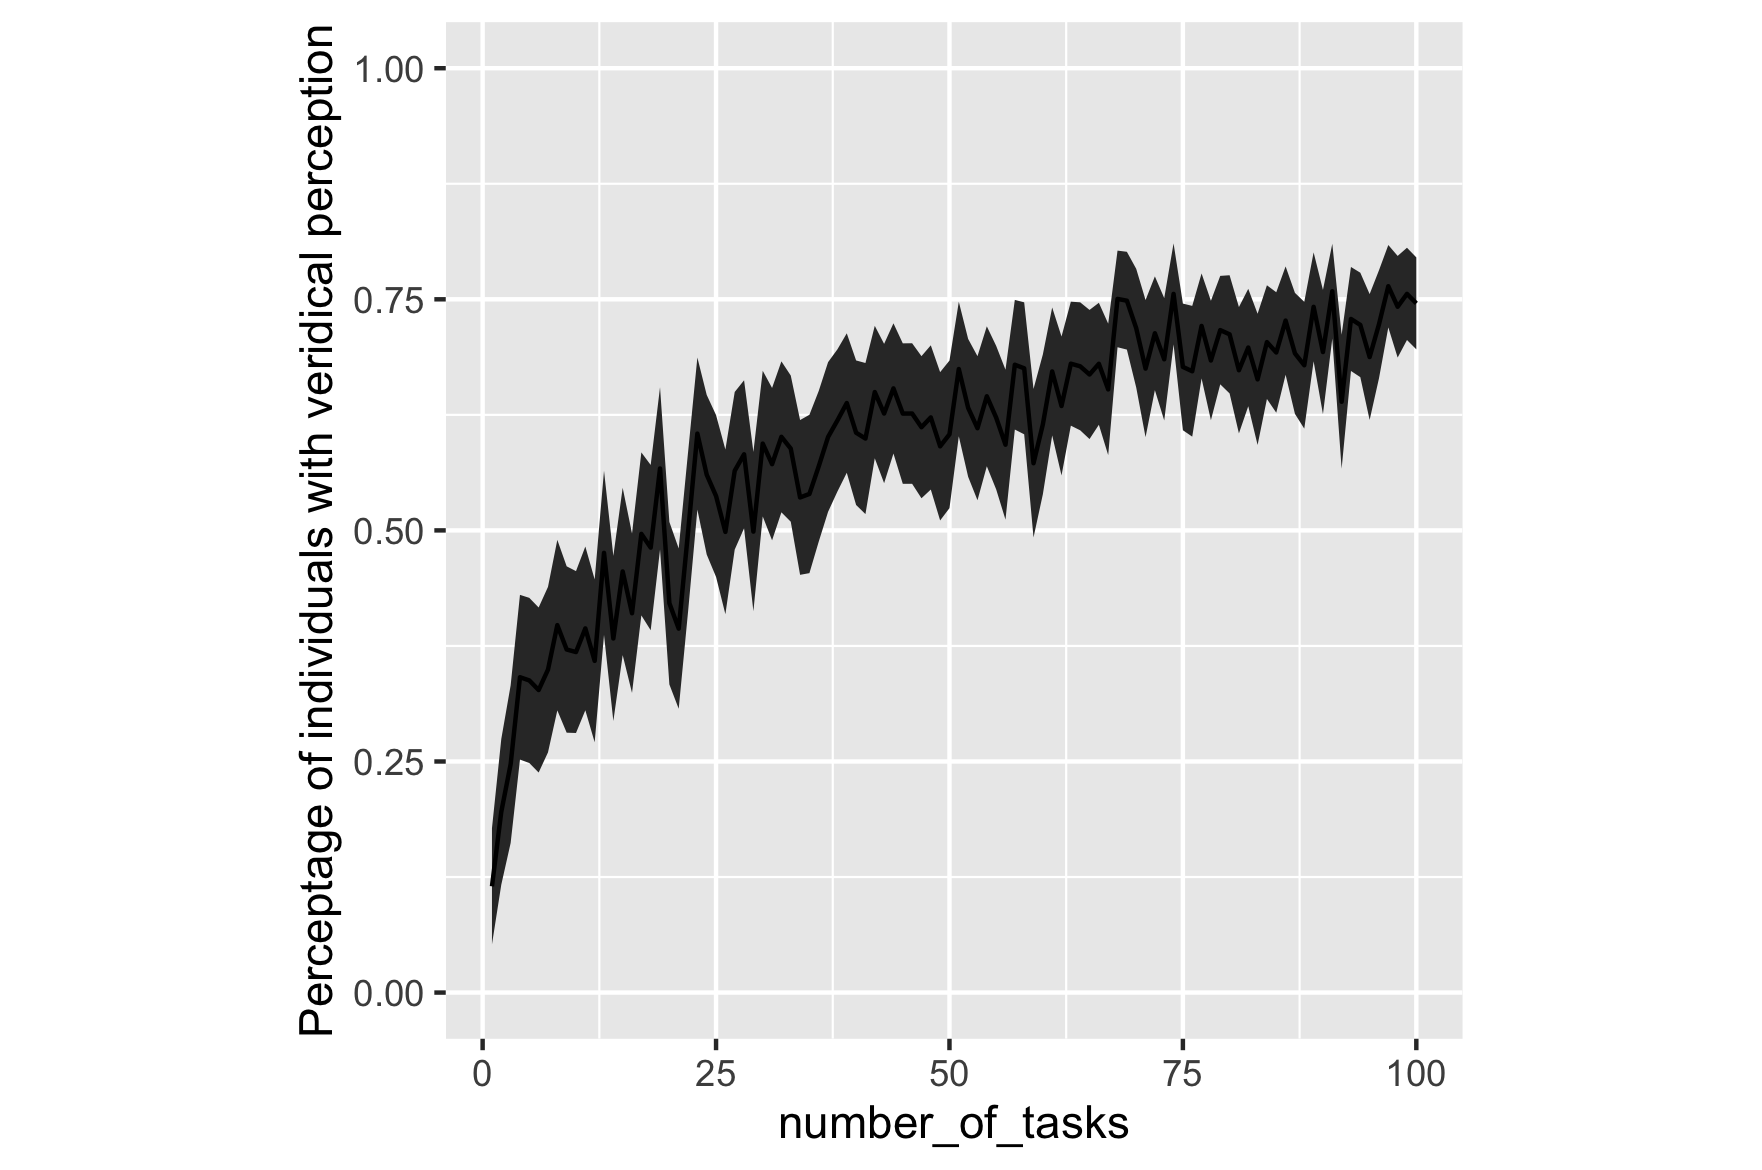 Perceptage of individuals with veridical perception
1.00
0.75
0.50
0.25
0.00
0 25 50 75 100
number_of_tasks